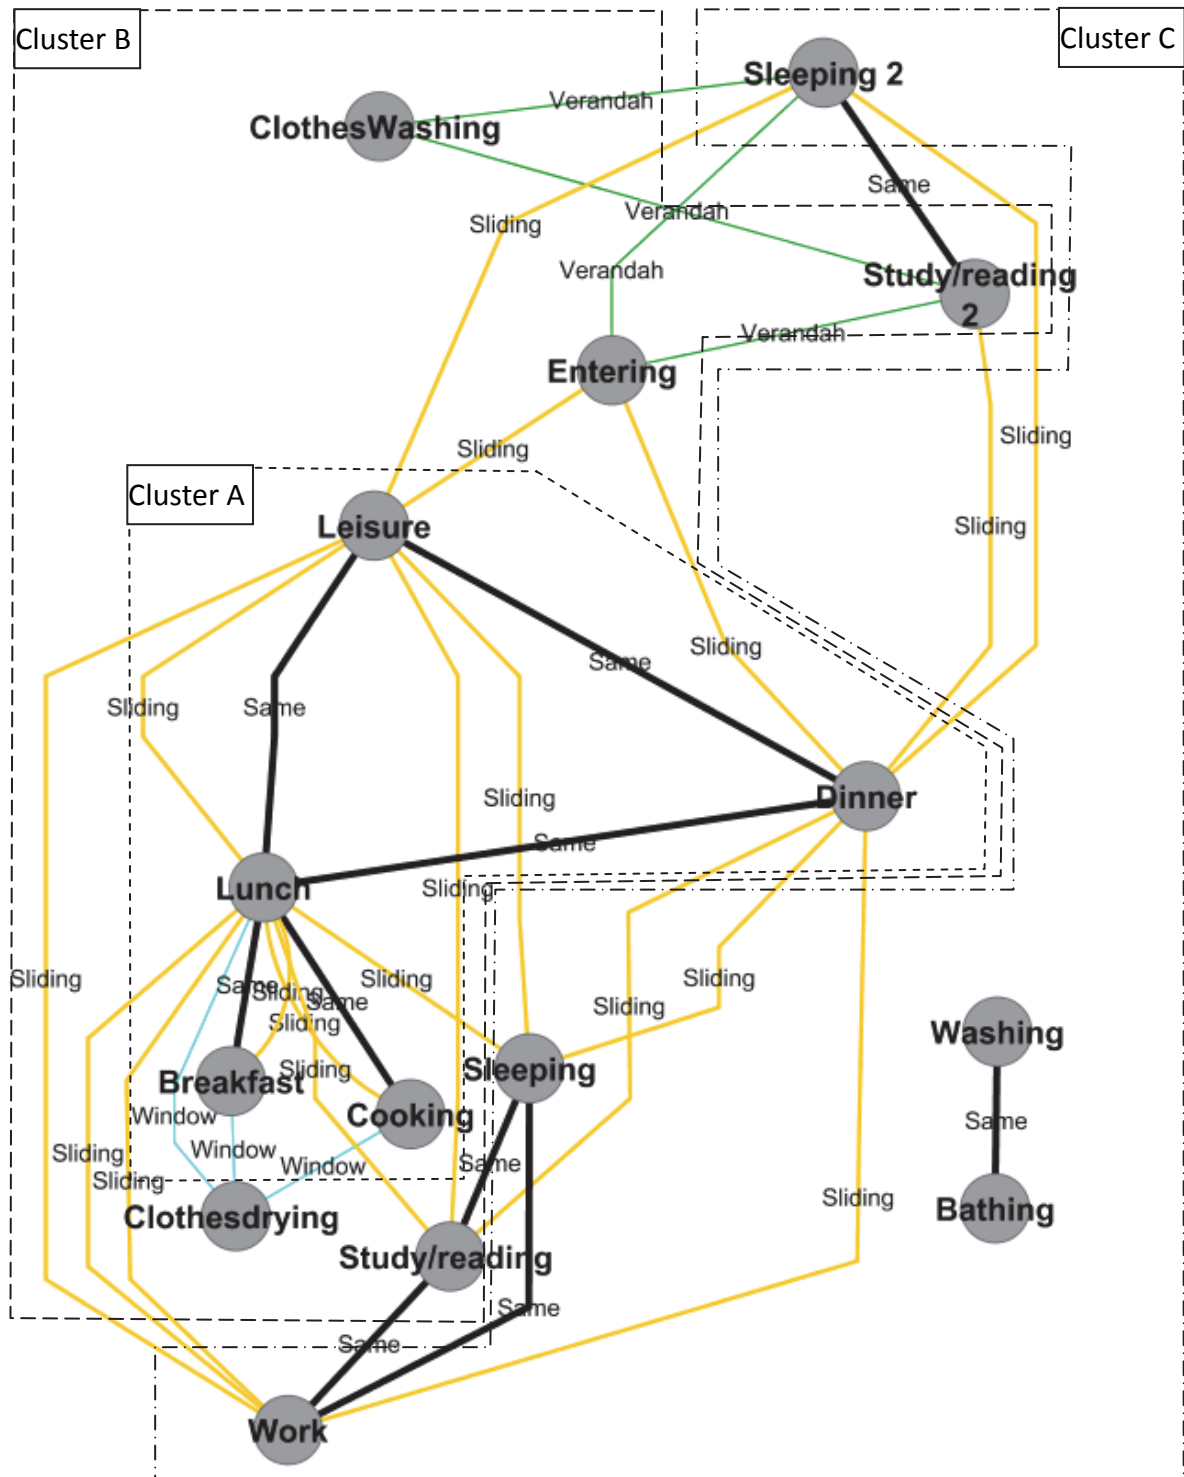 Cluster B
Cluster C
Sleeping 2
Verandah
ClothesWashing
Same
Verandah
Sliding
Verandah
Study/reading
2
Verandah
Entering
Sliding
Sliding
Cluster A
Leisure
Sliding
Sliding
Same
Sliding
Same
Dinner
Sliding
Same
Lunch
Sliding
Sliding
Sliding
Sliding
Same
Sliding
Same
Sliding
Sliding
Washing
Sliding
Sleeping
Breakfast
Cooking
Window
Same
Window
Sliding
Window
Same
Sliding
Sliding
Bathing
Clothesdrying
Study/reading
Same
Same
Work